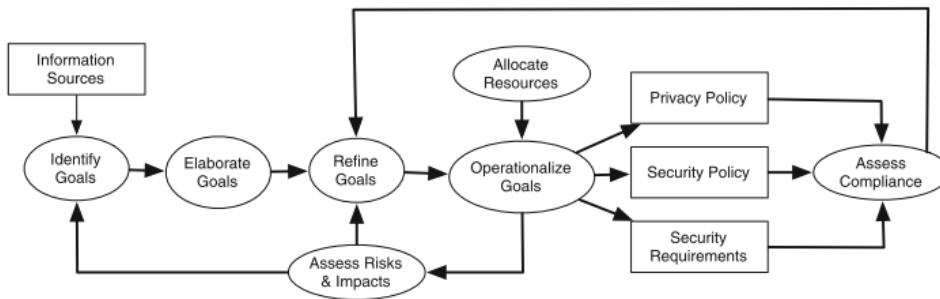 Information
Sources
Allocate
Resources
Privacy Policy
Identify
Goals
Elaborate
Goals
Refine
Goals
Operationalize
Goals
Security Policy
Assess
Compliance
Security
Requirements
Assess Risks
& Impacts